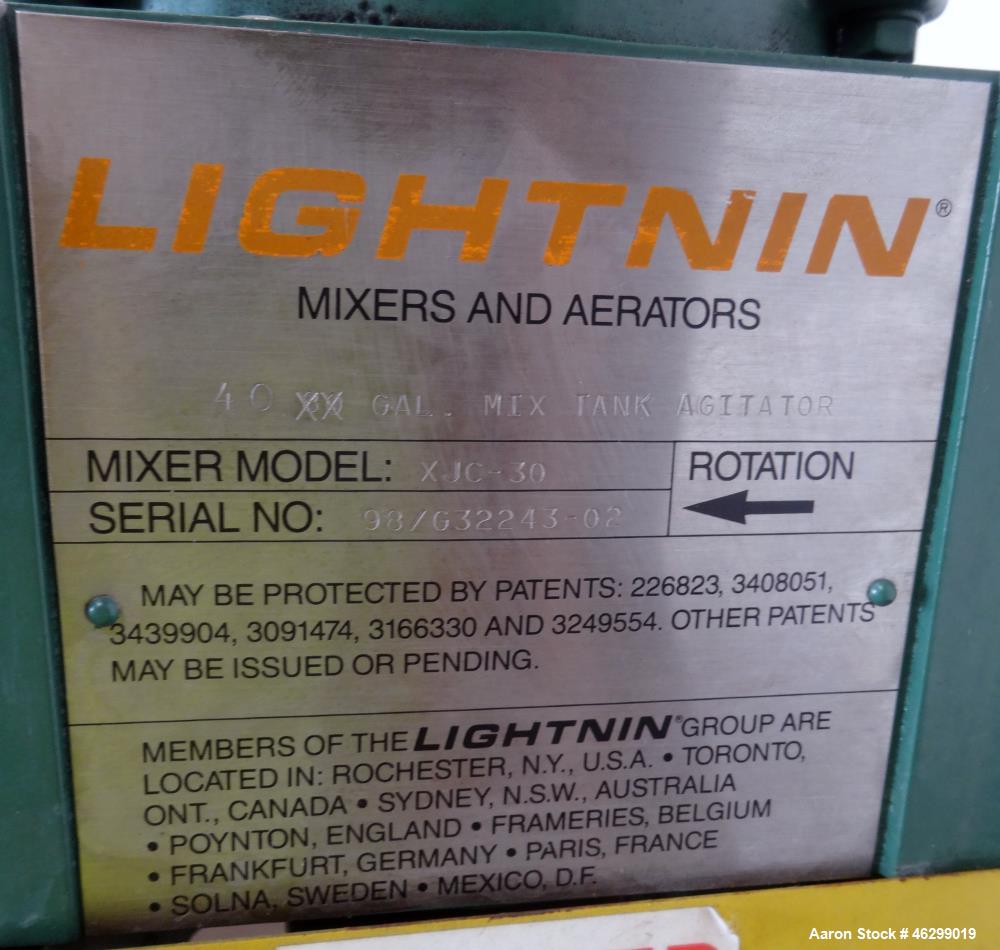 LIGHTNIN®
MIXERS AND AERATORS
40 GAL. MIX TANK AGITATOR
MIXER MODEL: XJC-30
ROTATION
SERIAL NO: 98/G32243-02
MAY BE PROTECTED BY PATENTS: 226823, 3408051,
3439904, 3091474, 3166330 AND 3249554. OTHER PATENTS
MAY BE ISSUED OR PENDING.
MEMBERS OF THE LIGHTNIN® GROUP ARE
LOCATED IN: ROCHESTER, N.Y., U.S.A. • TORONTO,
ONT., CANADA • SYDNEY, N.S.W., AUSTRALIA
• POYNTON, ENGLAND • FRAMERIES, BELGIUM
• FRANKFURT, GERMANY • PARIS, FRANCE
• SOLNA, SWEDEN • MEXICO, D.F.
Aaron Stock # 46299019